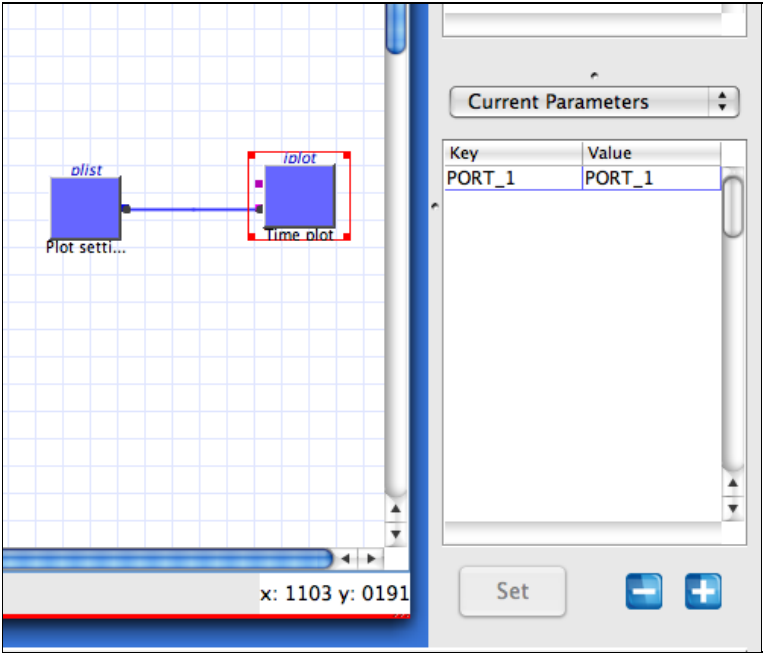 plist
Plot setti...
iplot
Time plot
x: 1103 y: 0191
Current Parameters
Key Value
PORT_1 PORT_1
Set